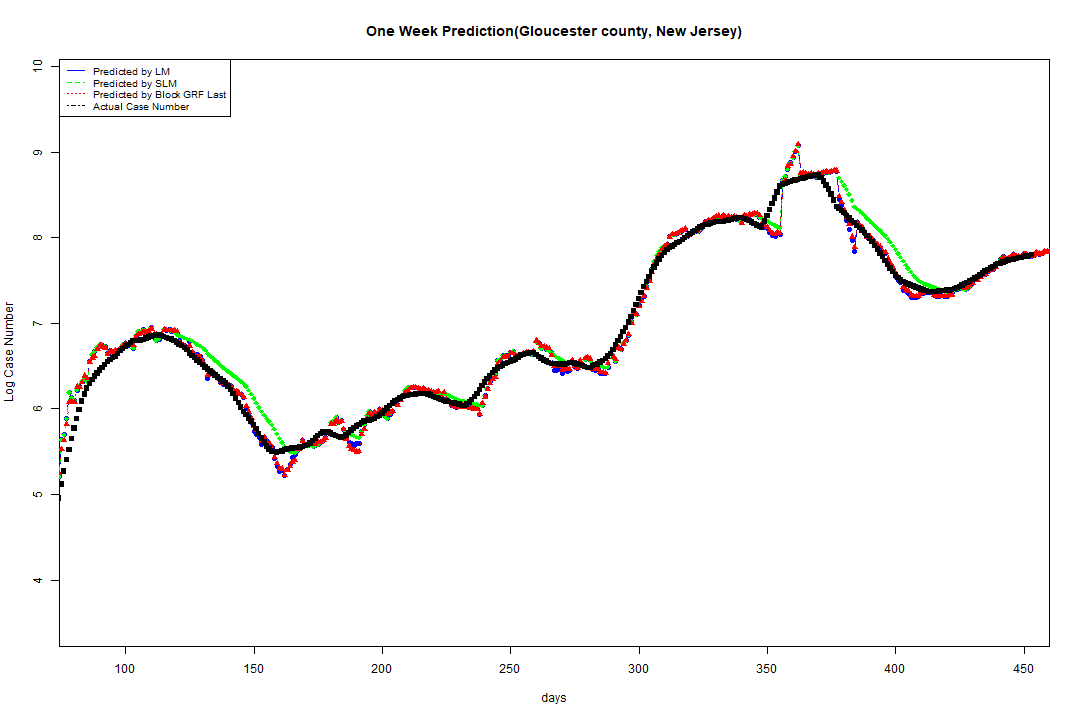 One Week Prediction(Gloucester county, New Jersey)
Predicted by LM
Predicted by SLM
Predicted by Block GRF Last
Actual Case Number
10
9
8
7
6
5
4
Log Case Number
100 150 200 250 300 350 400 450
days